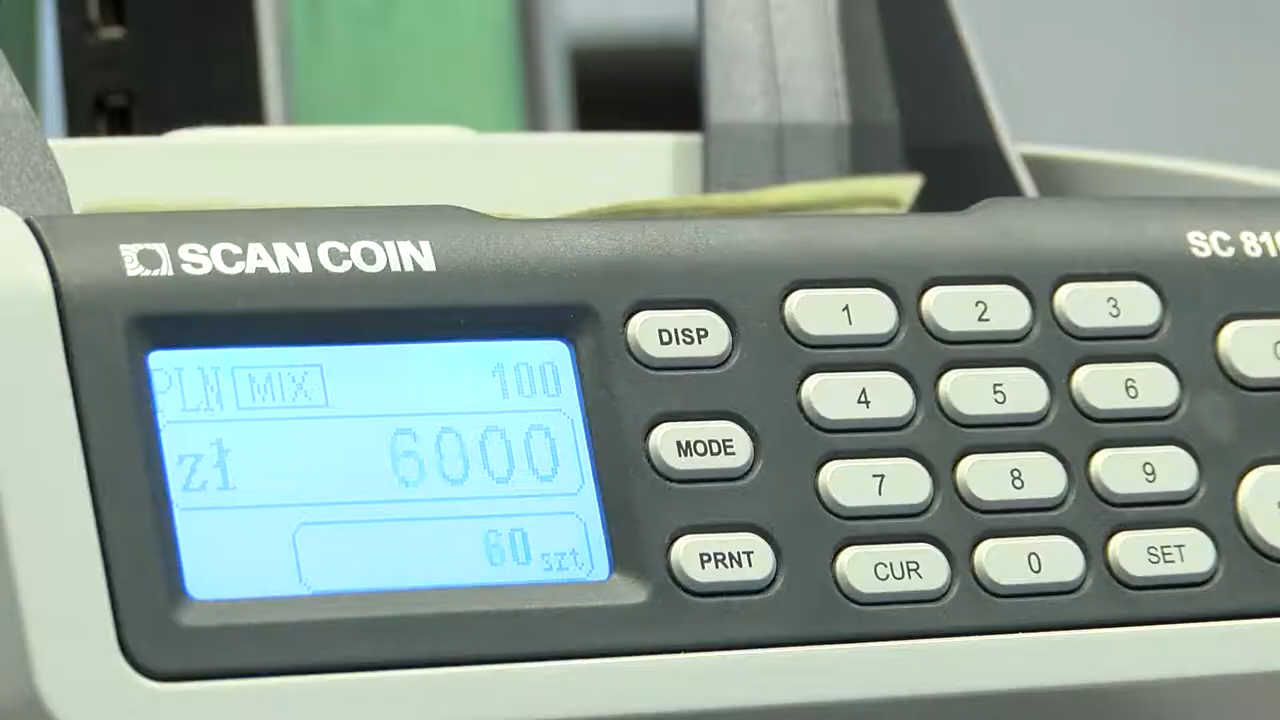 SCAN COIN
SC 81
PLN MIX 100
zł 6000
60 szt
DISP
MODE
PRNT
1 2 3
4 5 6
7 8 9
CUR 0 SET